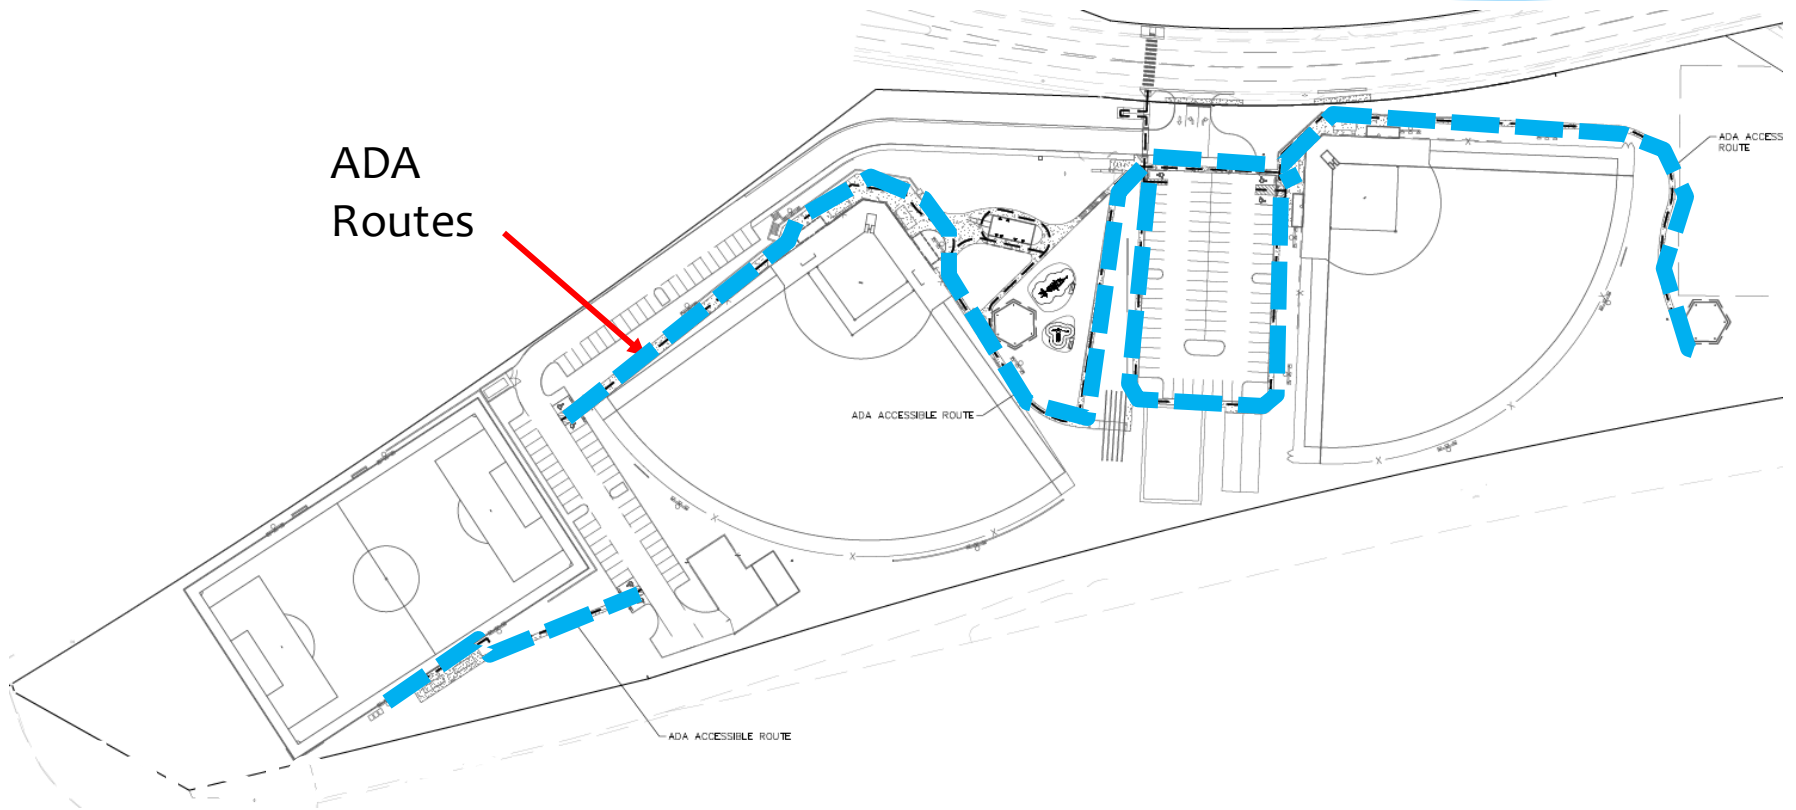 ADA
Routes
ADA ACCESS
ROUTE
ADA ACCESSIBLE ROUTE
ADA ACCESSIBLE ROUTE